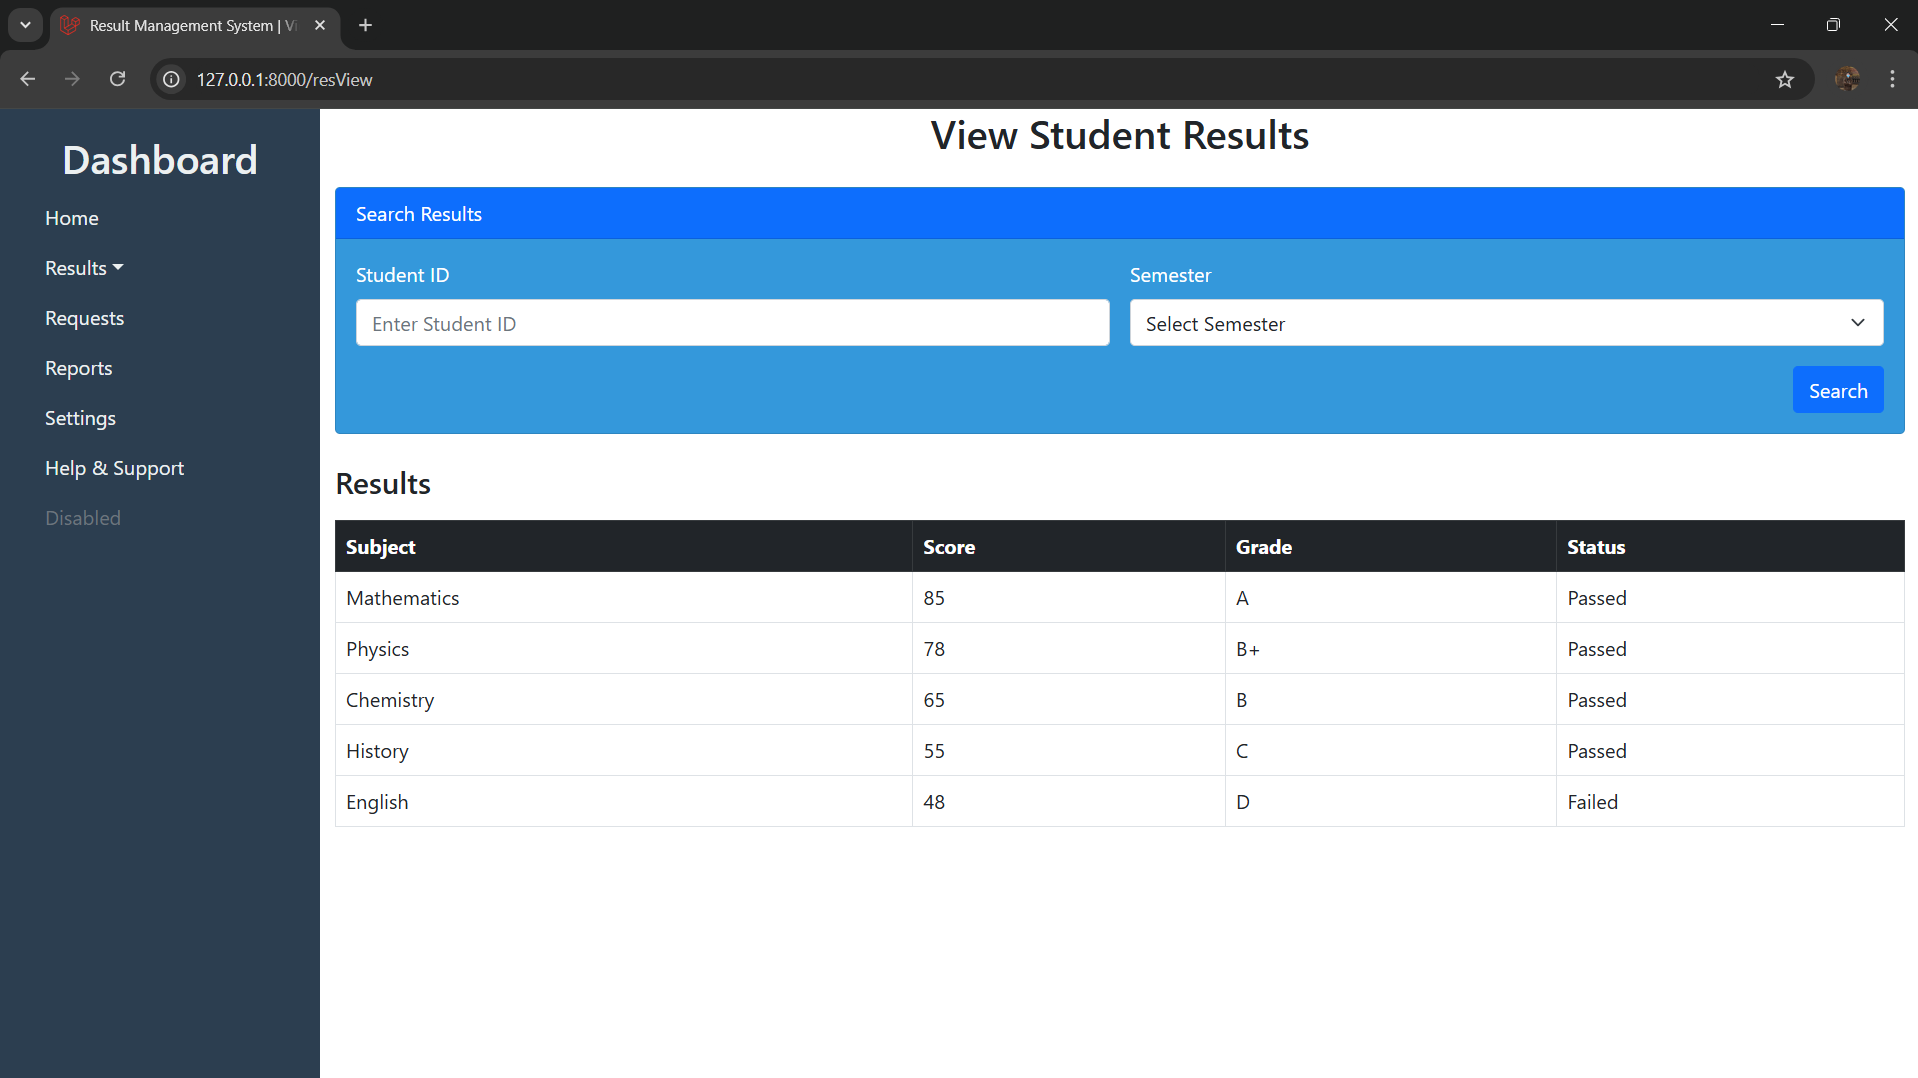 Result Management System | Vi
127.0.0.1:8000/resView
Dashboard
Home
Results
Requests
Reports
Settings
Help & Support
Disabled
View Student Results
Search Results
Student ID Semester
Enter Student ID Select Semester
Search
Results
Subject Score Grade Status
Mathematics 85 A Passed
Physics 78 B+ Passed
Chemistry 65 B Passed
History 55 C Passed
English 48 D Failed